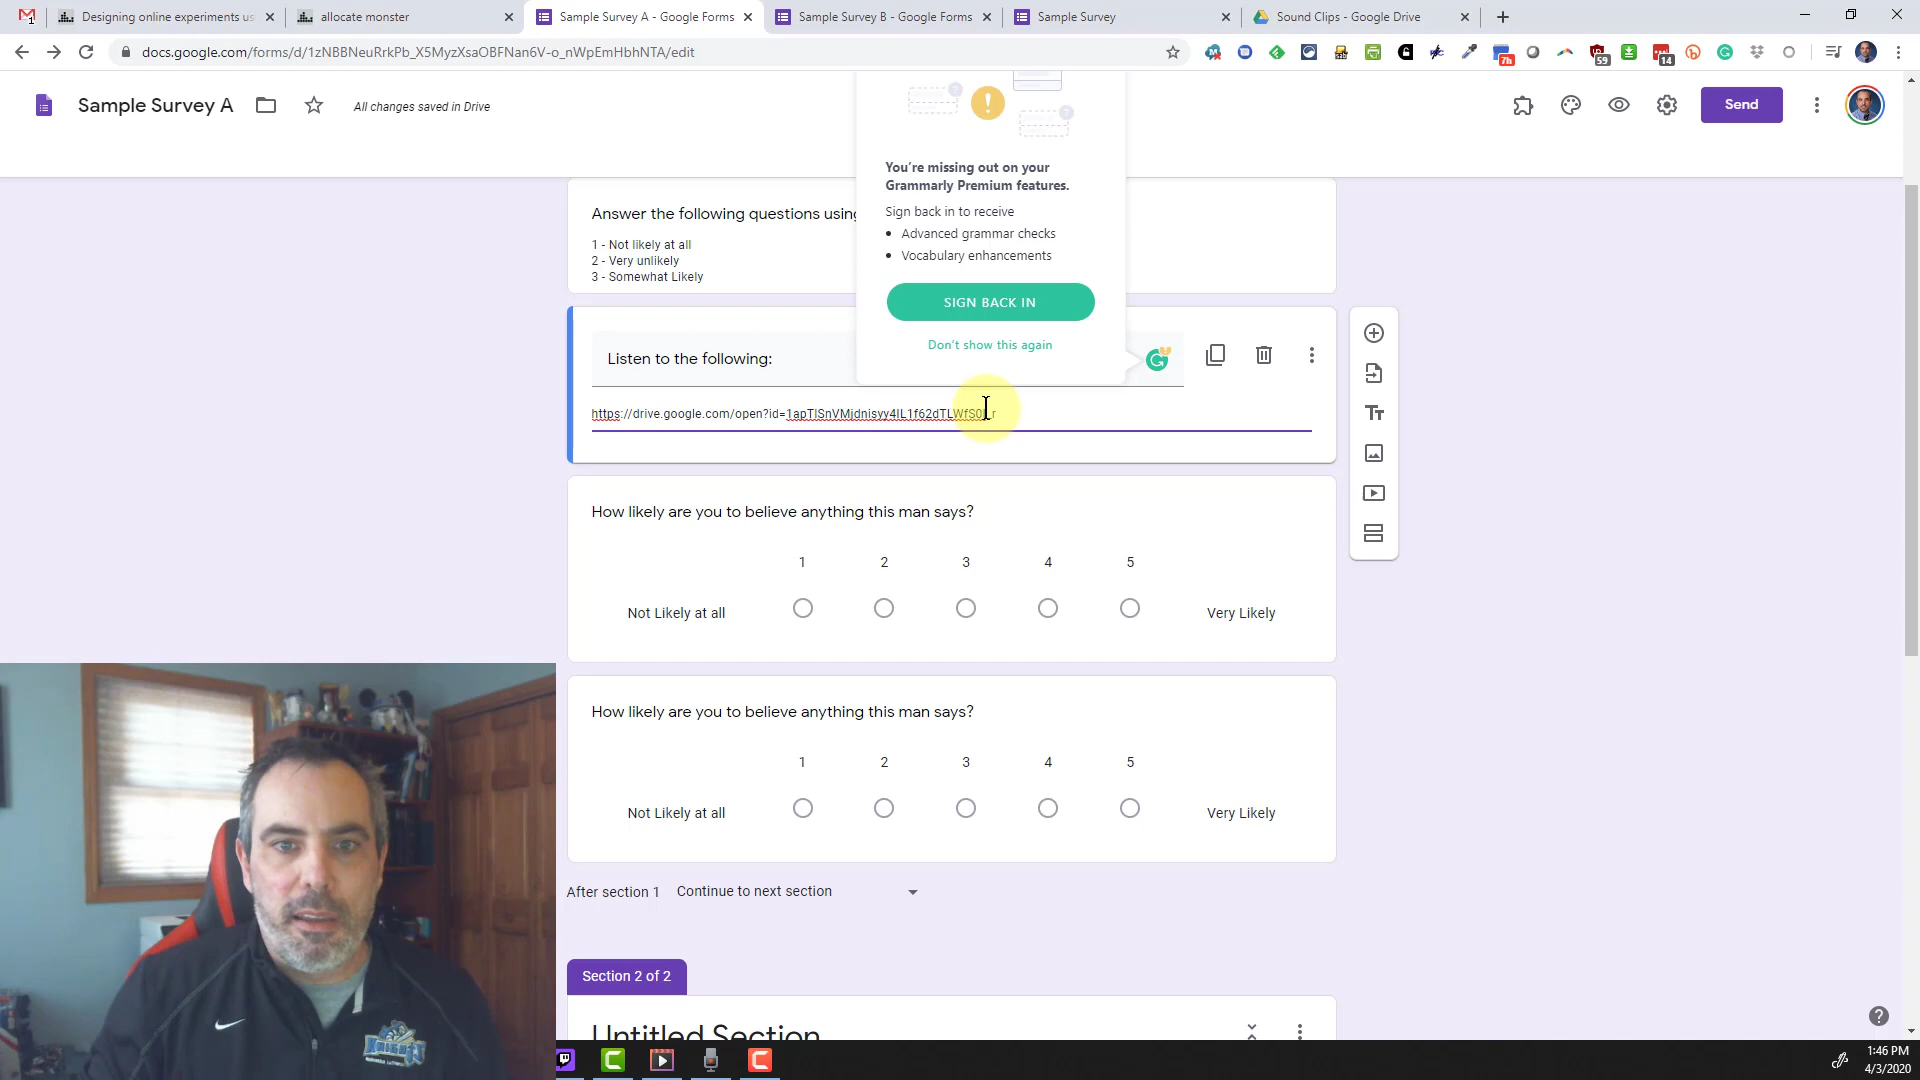 Designing online experiments us
allocate monster
Sample Survey A - Google Forms
Sample Survey B - Google Forms
Sample Survey
Sound Clips - Google Drive
docs.google.com/forms/d/1zNBBNeuRrkPb_X5MyzXsaOBFNan6V-o_nWpEmHbhNTA/edit
7h
59
14
Sample Survey A
All changes saved in Drive
Send
You're missing out on your
Grammarly Premium features.
Sign back in to receive
Advanced grammar checks
Vocabulary enhancements
SIGN BACK IN
Don't show this again
Answer the following questions using
1 - Not likely at all
2 - Very unlikely
3 - Somewhat Likely
Listen to the following:
How likely are you to believe anything this man says?
1 2 3 4 5
Not Likely at all
Very Likely
How likely are you to believe anything this man says?
1 2 3 4 5
Not Likely at all
Very Likely
After section 1 Continue to next section
Section 2 of 2
Untitled Section
1:46 PM
4/3/2020